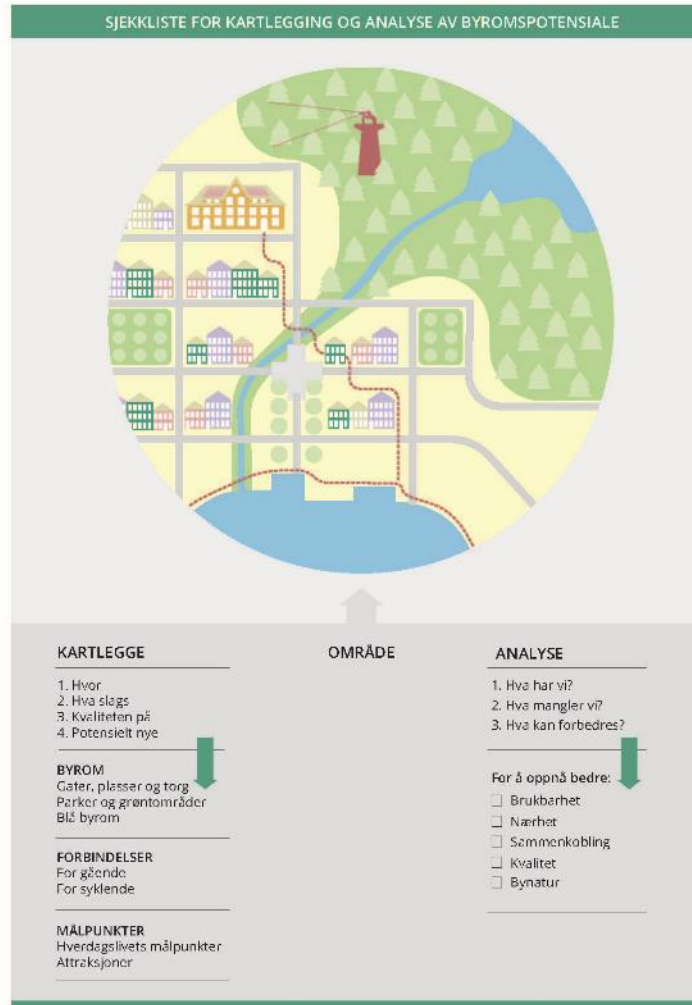 SJEKKLISTE FOR KARTLEGGING OG ANALYSE AV BYROMSPOTENSIALE
KARTLEGGE
1. Hvor
2. Hva slags
3. Kvaliteten på
4. Potensielt nye
BYROM
Gater, plasser og torg
Parker og grøntområder
Blå byrom
FORBINDELSER
For gående
For syklende
MÅLPUNKTER
Hverdagslivets målpunkter
Attraksjoner
OMRÅDE
ANALYSE
1. Hva har vi?
2. Hva mangler vi?
3. Hva kan forbedres?
For å oppnå bedre:
Brukbarhet
Nærhet
Sammenkobling
Kvalitet
Bynatur